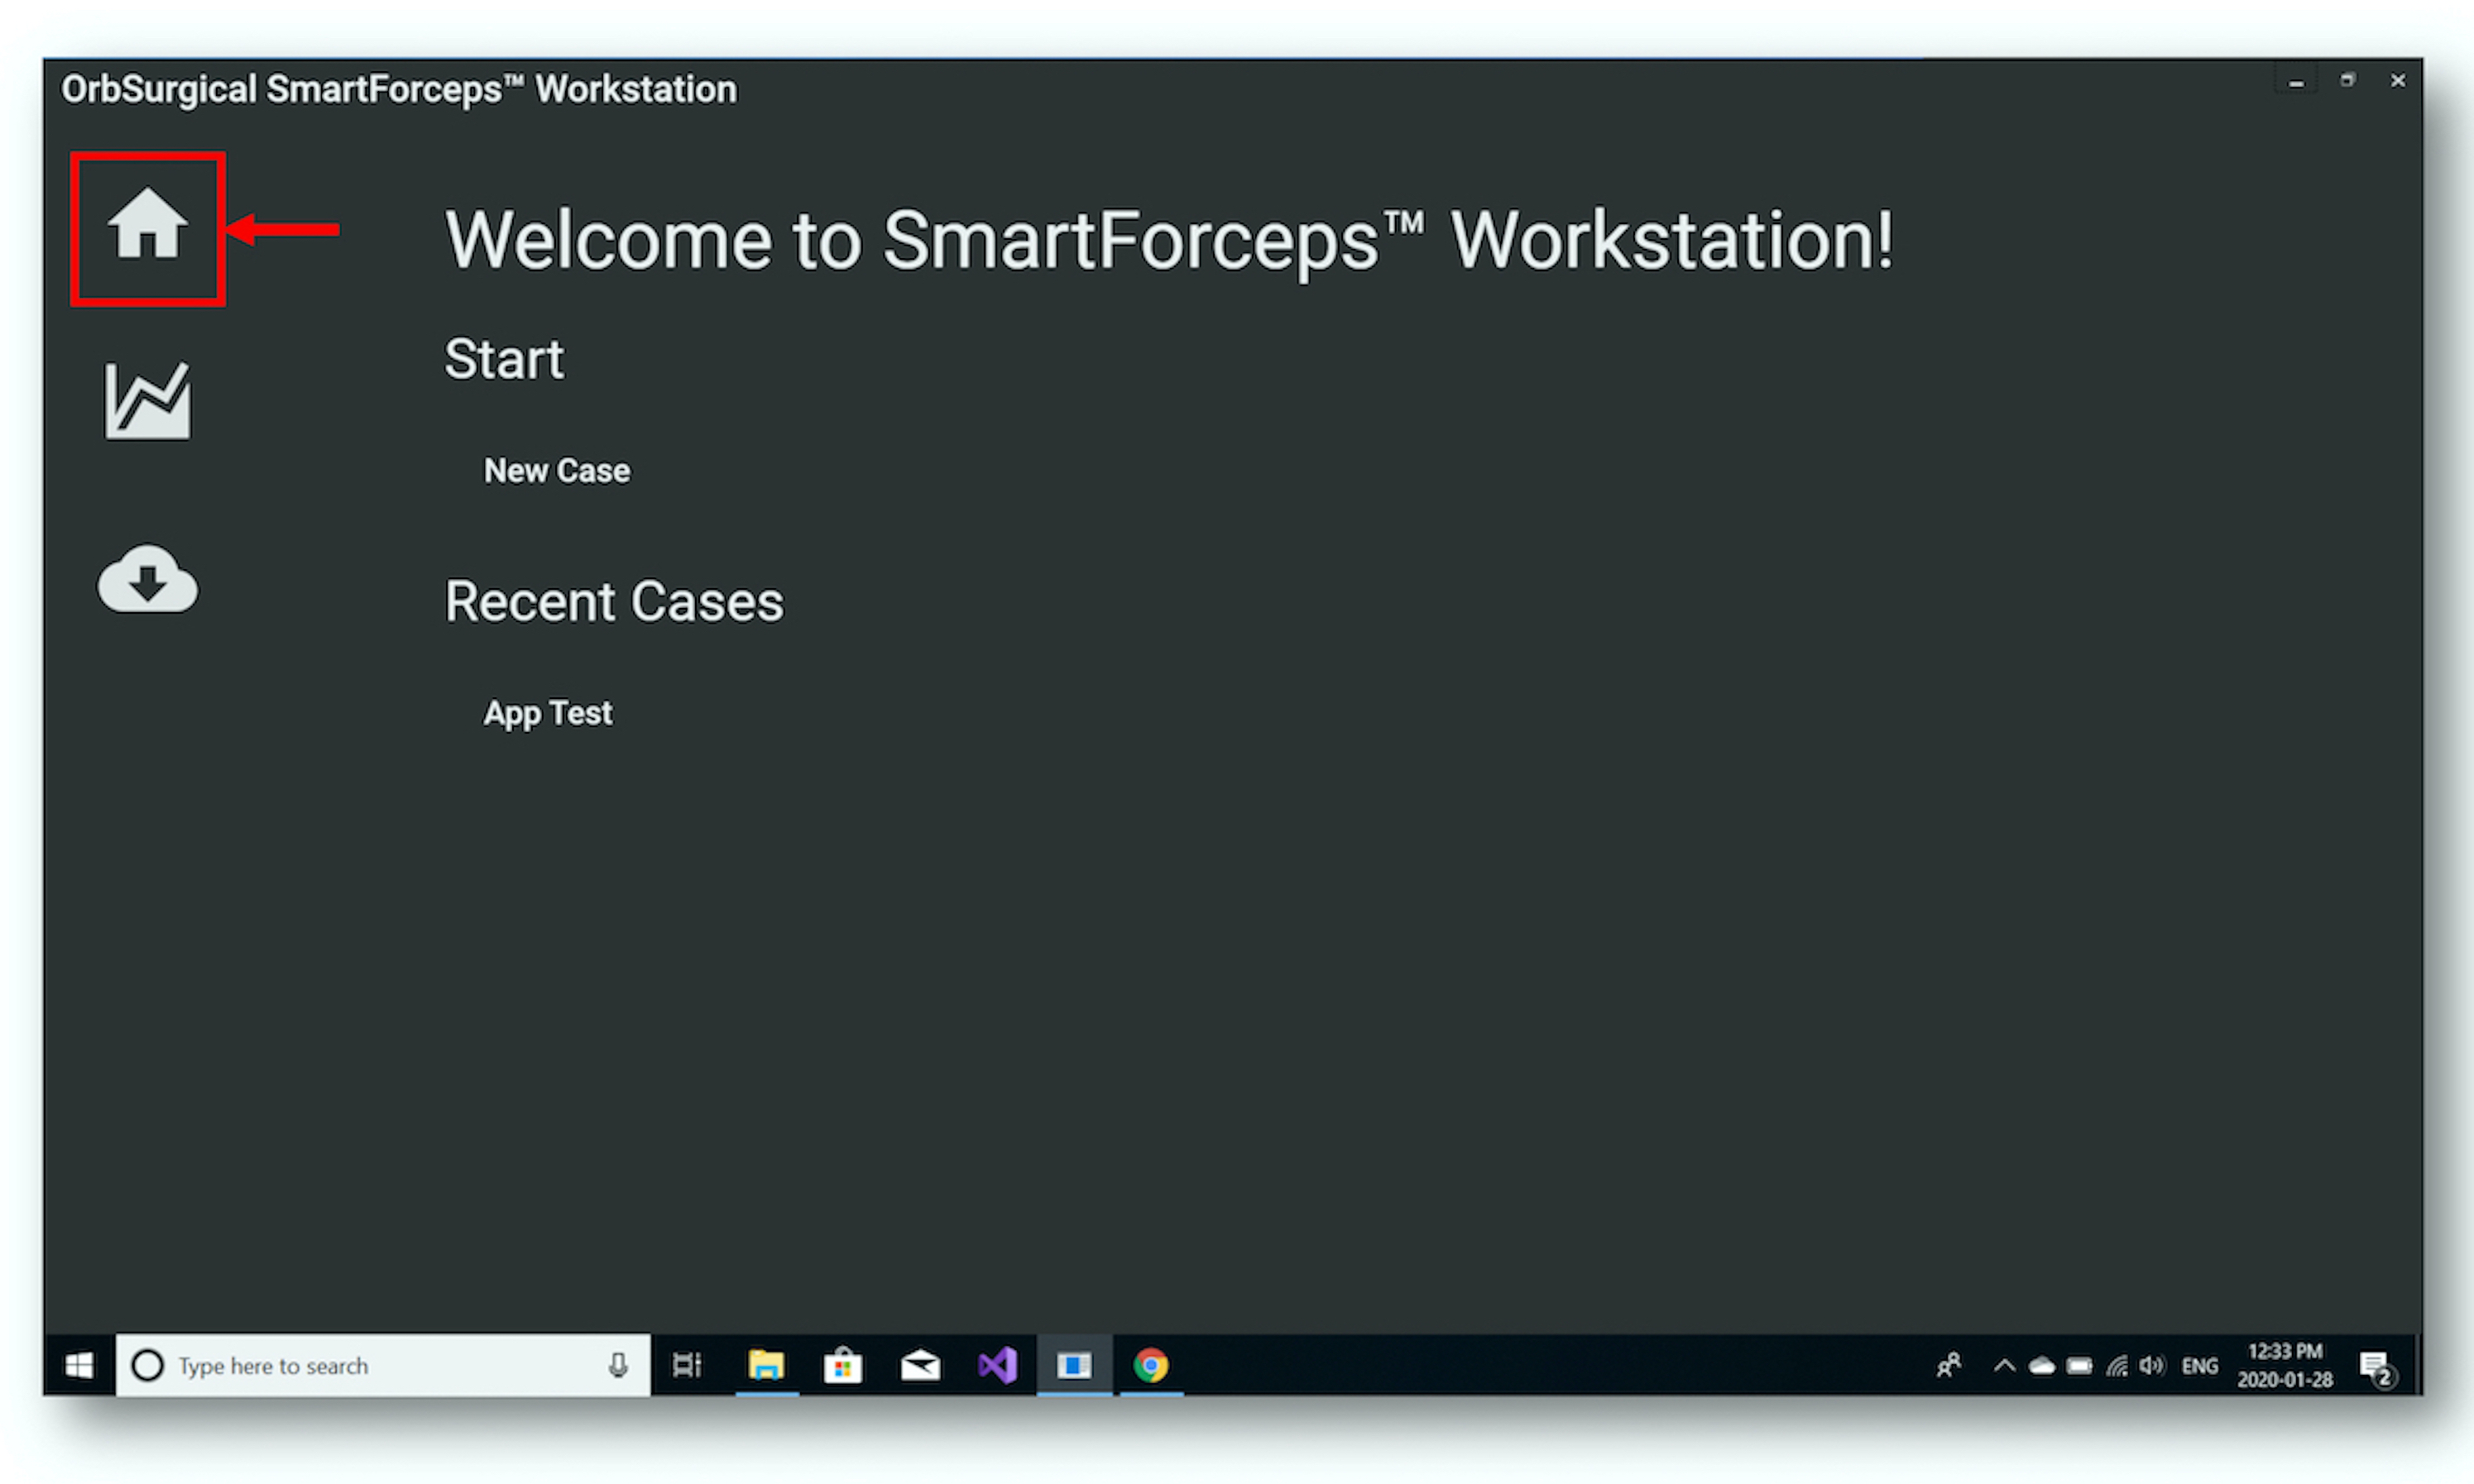 OrbSurgical SmartForceps™ Workstation
Welcome to SmartForceps™ Workstation!
Start
New Case
Recent Cases
App Test
Type here to search
ENG
12:33 PM
2020-01-28
2